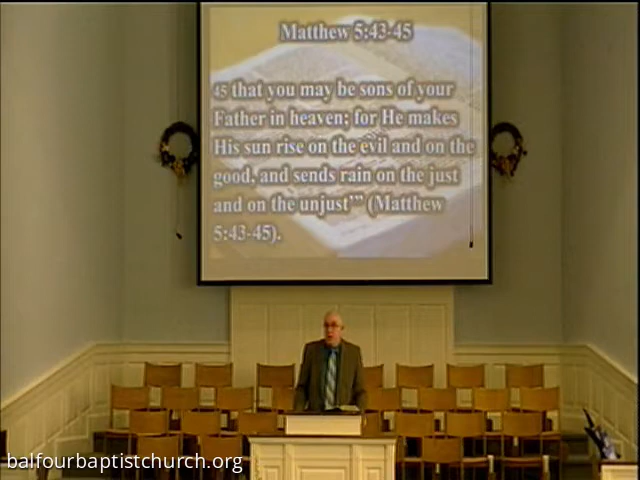 Matthew 5:43-45
45 that you may be sons of your
Father in heaven; for He makes
His sun rise on the evil and on the
good, and sends rain on the just
and on the unjust’” (Matthew
5:43-45).
balfourbaptistchurch.org